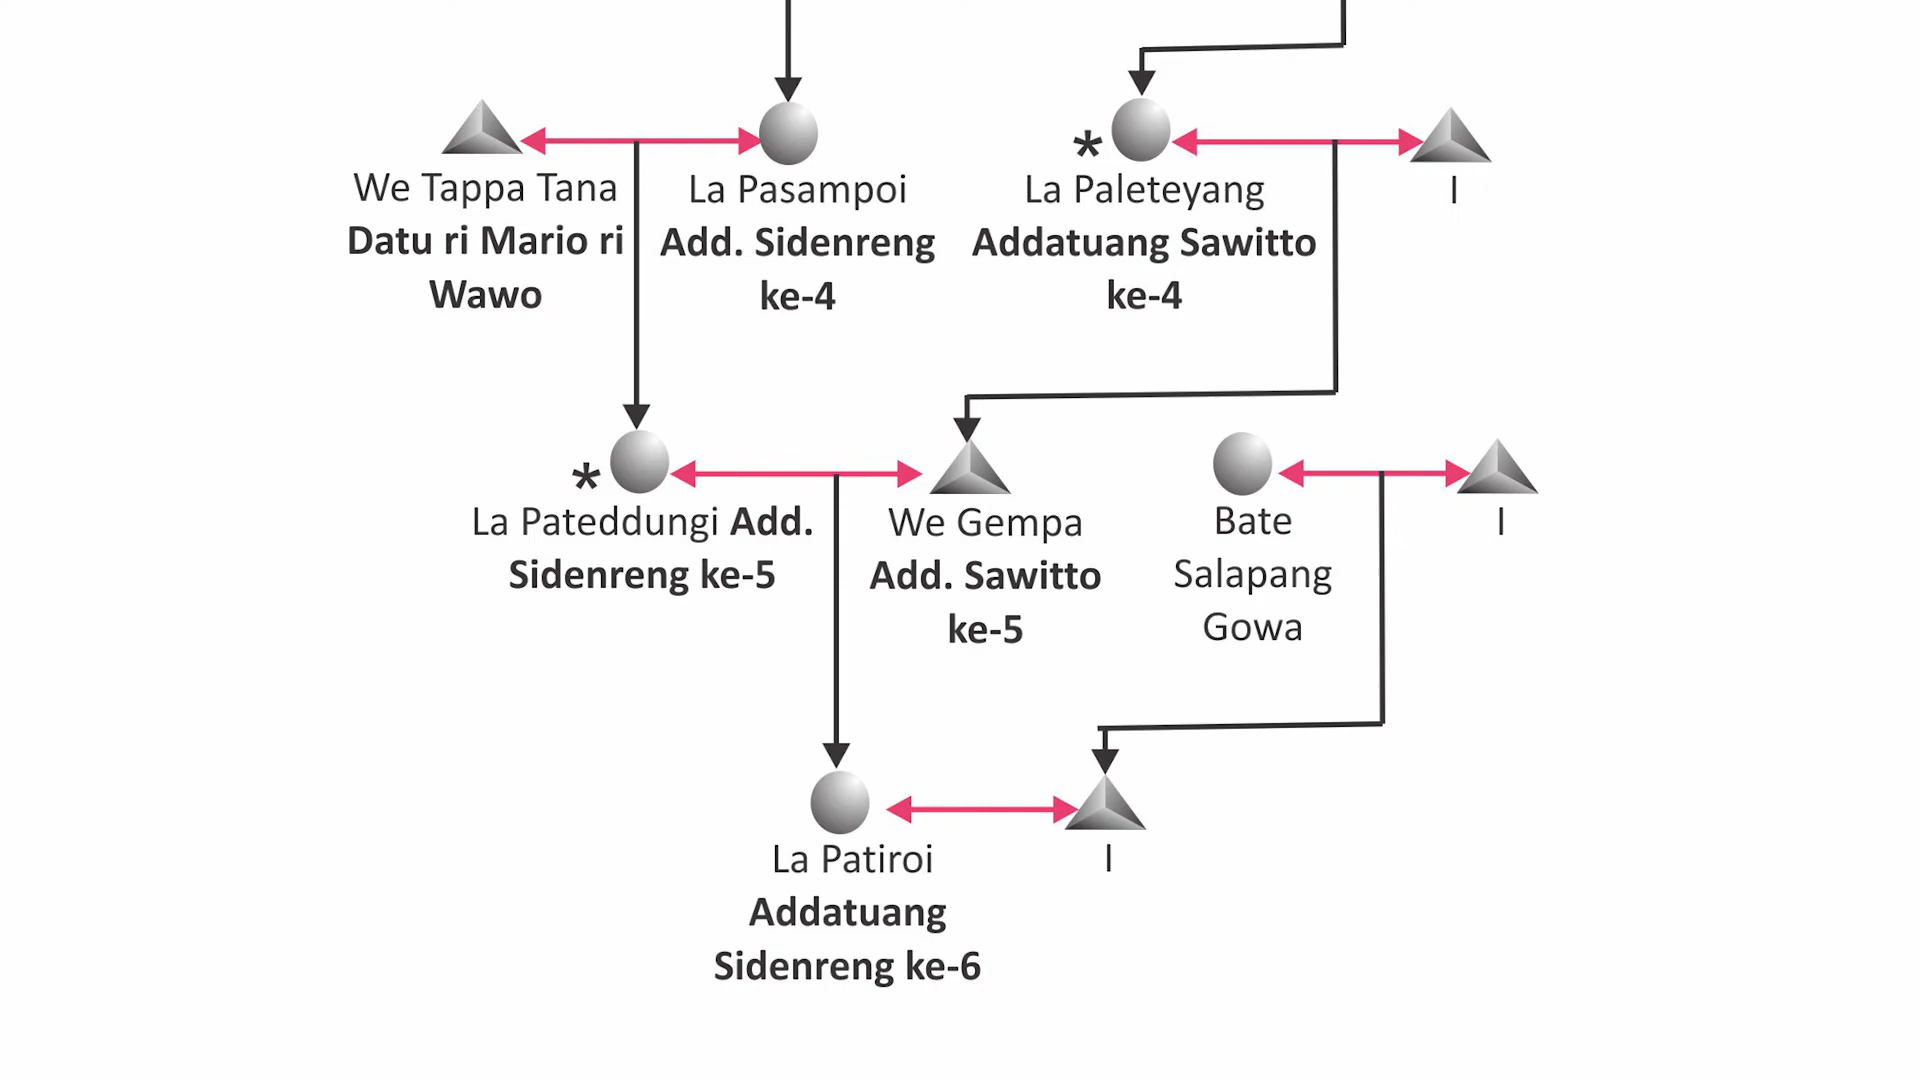 We Tappa Tana
Datu ri Mario ri
Wawo
La Pasampoi
Add. Sidenreng
ke-4
*
La Paleteyang
Addatuang Sawitto
ke-4
I
*
La Pateddungi Add.
Sidenreng ke-5
We Gempa
Add. Sawitto
ke-5
Bate
Salapang
Gowa
I
La Patiroi
Addatuang
Sidenreng ke-6
I